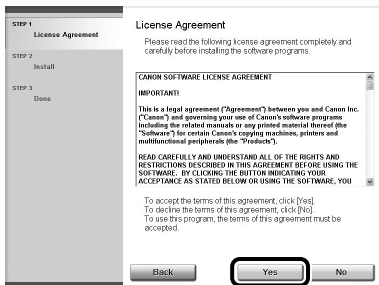 STEP 1
License Agreement
STEP 2
Install
STEP 3
Done
License Agreement
Please read the following license agreement completely and
carefully before installing the software programs.
CANON SOFTWARE LICENSE AGREEMENT
IMPORTANT!
This is a legal agreement ("Agreement") between you and Canon Inc.
("Canon") and governing your use of Canon's software programs
including the related manuals or any printed material thereof (the
"Software") for certain Canon's copying machines, printers and
multifunctional peripherals (the "Products").
READ CAREFULLY AND UNDERSTAND ALL OF THE RIGHTS AND
RESTRICTIONS DESCRIBED IN THIS AGREEMENT BEFORE USING THE
SOFTWARE. BY CLICKING THE BUTTON INDICATING YOUR
ACCEPTANCE AS STATED BELOW OR USING THE SOFTWARE, YOU
To accept the terms of this agreement, click [Yes].
To decline the terms of this agreement, click [No].
To use this program, the terms of this agreement must be
accepted.
Back
Yes
No